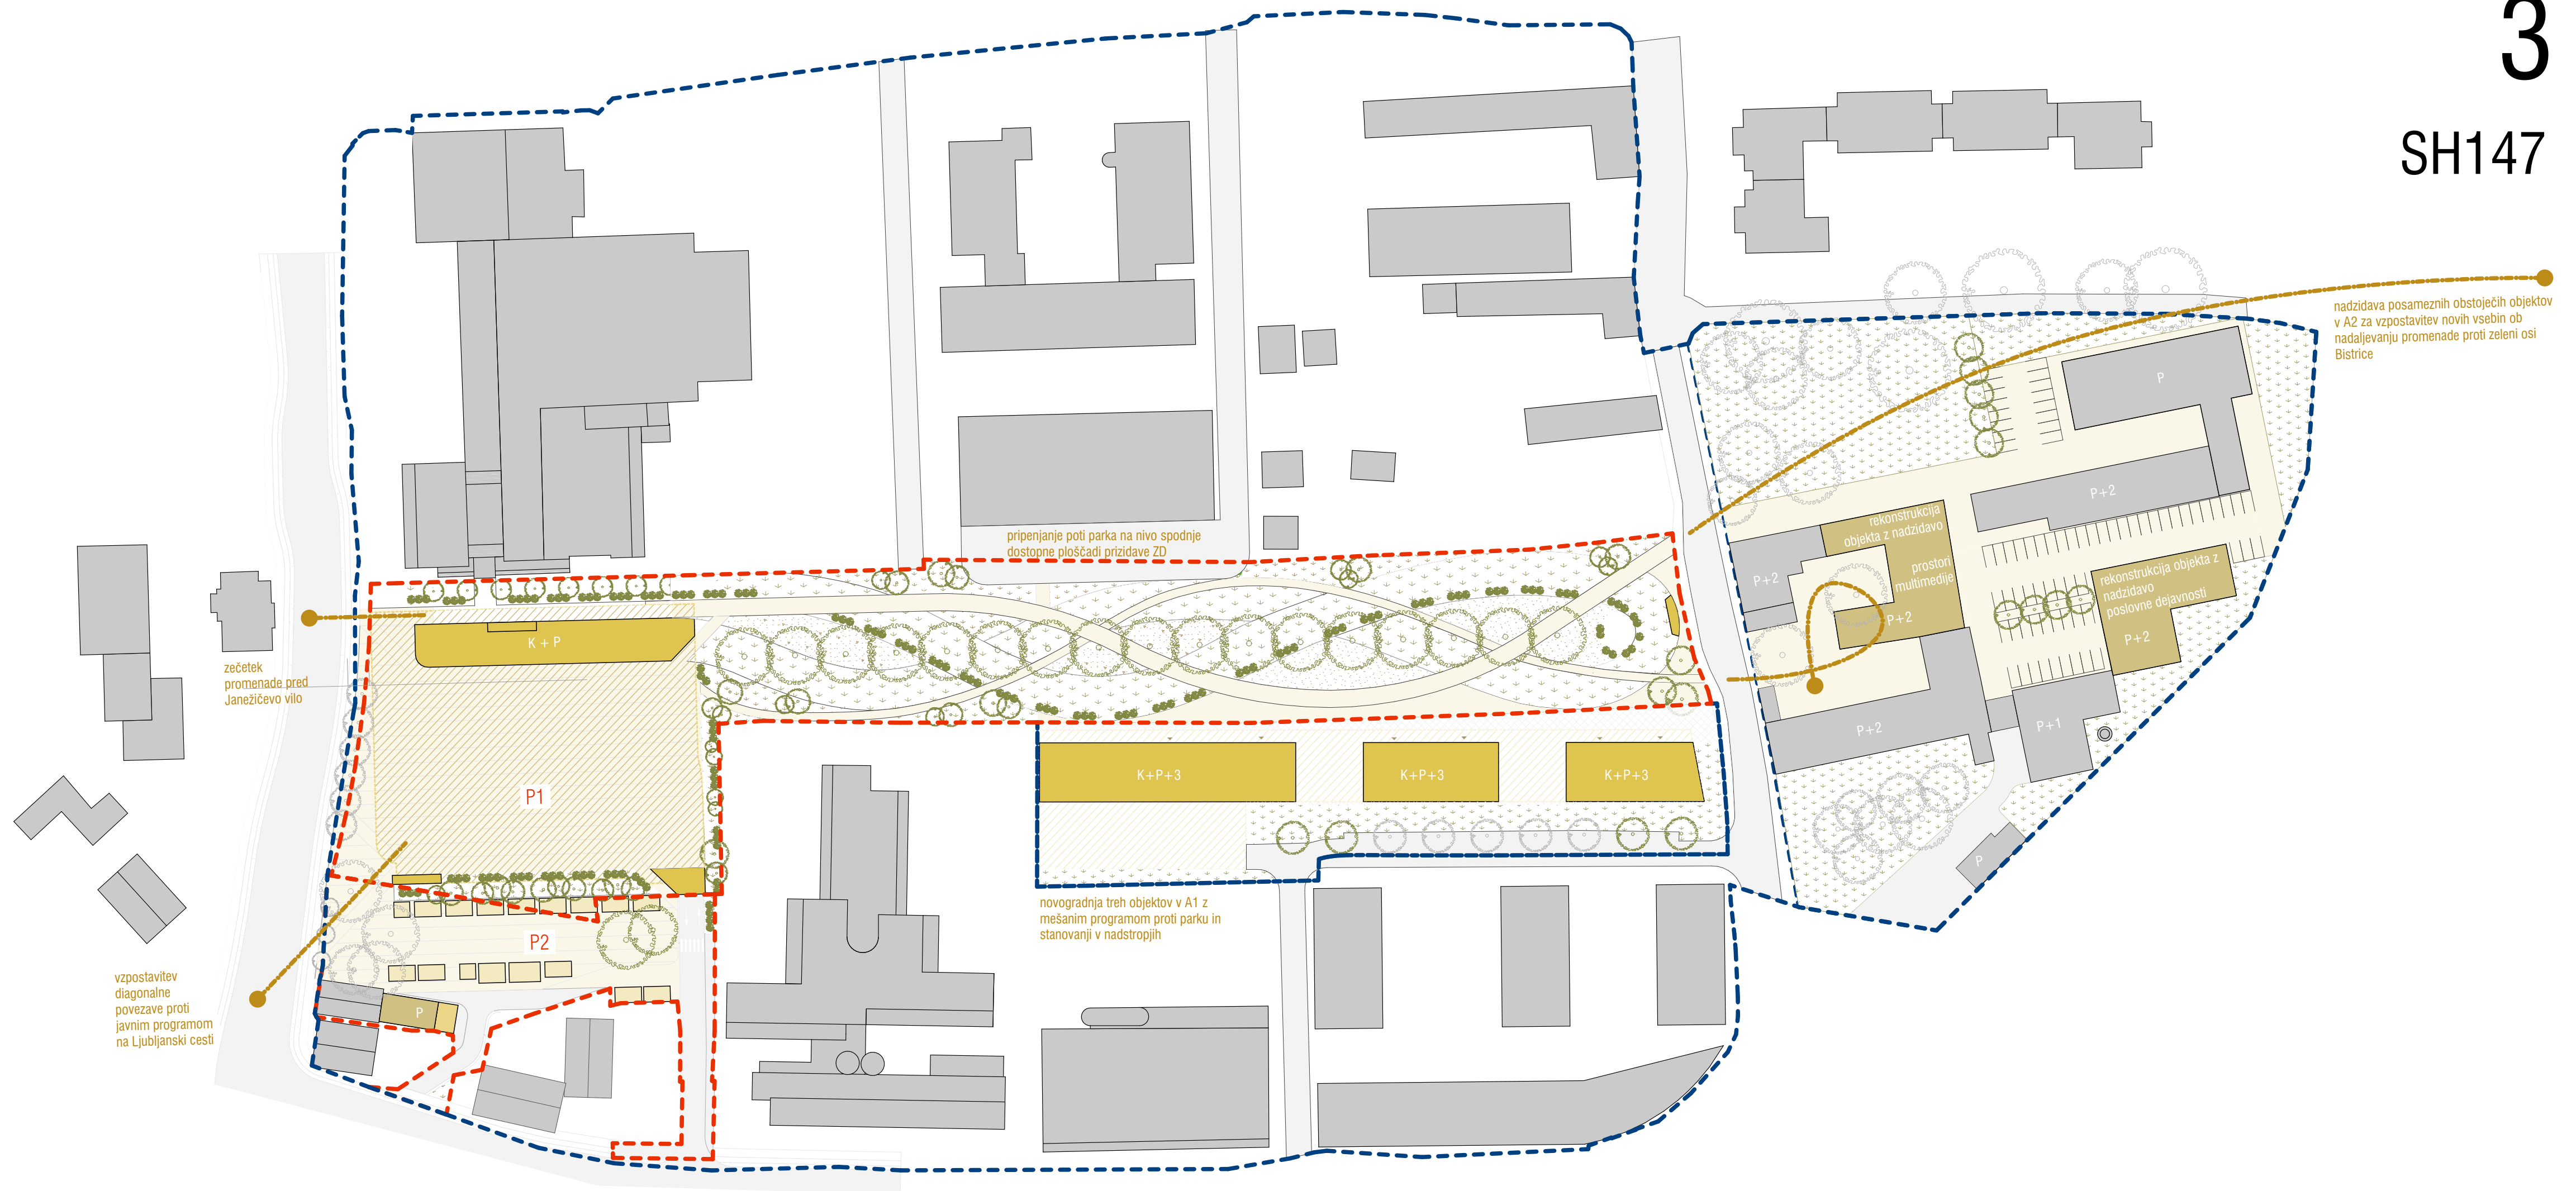 3
SH147
nadzidava posameznih obstoječih objektov
v A2 za vzpostavitev novih vsebin ob
nadaljevanju promenade proti zeleni osi
Bistrice
P
P+2
rekonstrukcija
objekta z nadzidavo
prostori
multimedije
P+2
P+2
rekonstrukcija objekta z
nadzidavo
poslovne dejavnosti
P+2
P+2
P+1
P
pripenjanje poti parka na nivo spodnje
dostopne ploščadi prizidave ZD
K + P
zečetek
promenade pred
Janežičevo vilo
P1
K+P+3
K+P+3
K+P+3
novogradnja treh objektov v A1 z
mešanim programom proti parku in
stanovanji v nadstropjih
P2
P
vzpostavitev
diagonalne
povezave proti
javnim programom
na Ljubljanski cesti